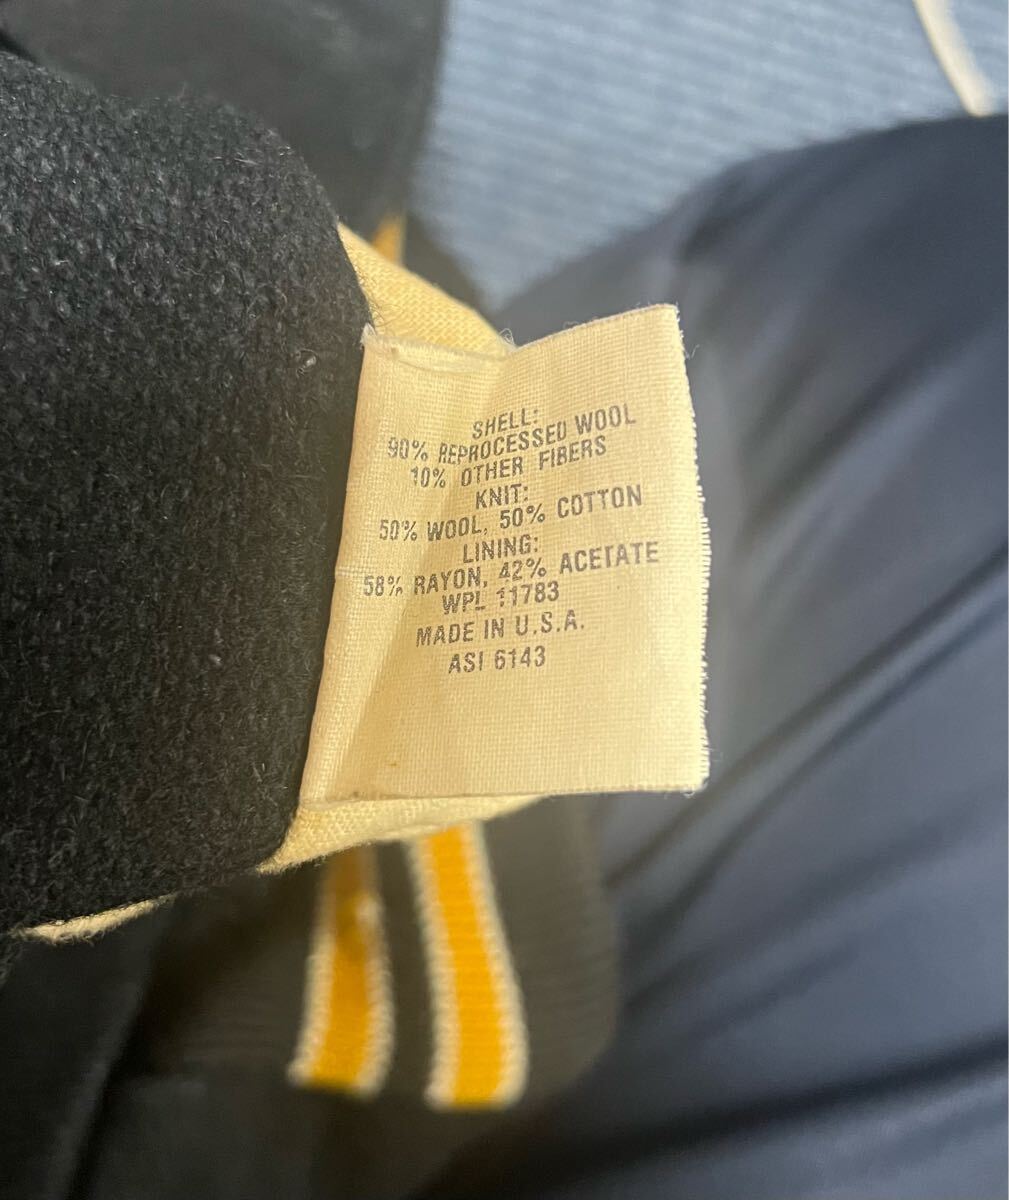 SHELL:
90% REPROCESSED WOOL
10% OTHER FIBERS
KNIT:
50% WOOL, 50% COTTON
LINING:
58% RAYON, 42% ACETATE
WPL 11783
MADE IN U.S.A.
ASI 6143